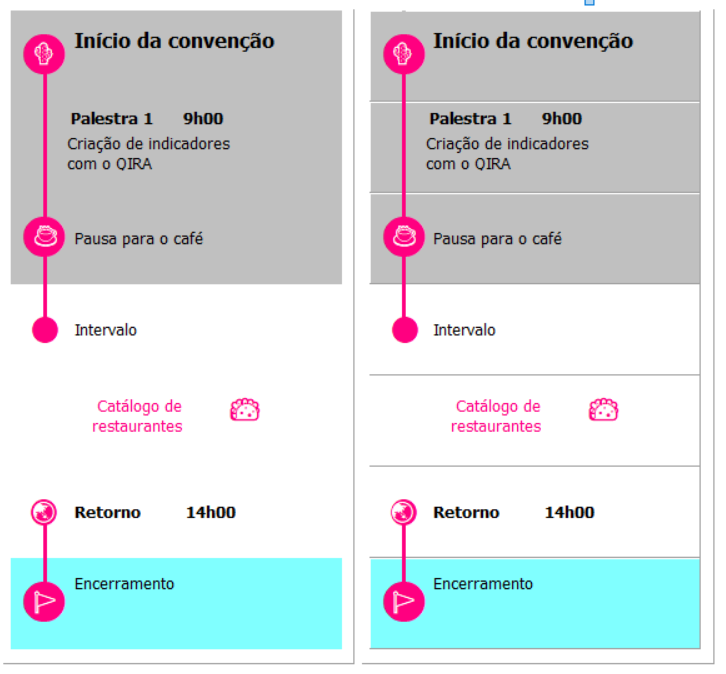 Início da convenção
Palestra 1 9h00
Criação de indicadores
com o QIRA
Pausa para o café
Intervalo
Catálogo de
restaurantes
Retorno 14h00
Encerramento
Início da convenção
Palestra 1 9h00
Criação de indicadores
com o QIRA
Pausa para o café
Intervalo
Catálogo de
restaurantes
Retorno 14h00
Encerramento